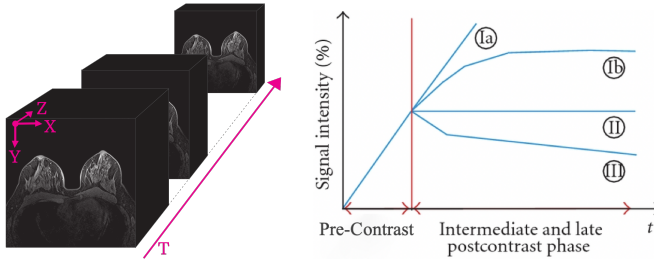 Z
X
Y
T
Signal intensity (%)
Ia
Ib
II
III
Pre-Contrast
Intermediate and late
postcontrast phase
t